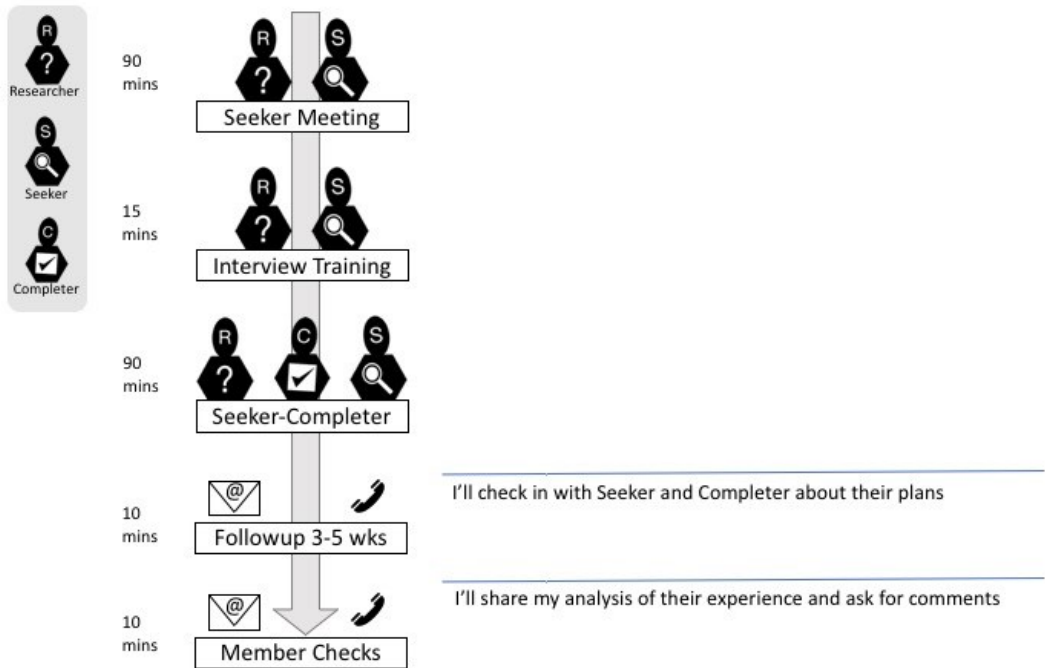 R
?
Researcher
S
Seeker
C
Completer
90
mins
R
S
?
Seeker Meeting
15
mins
R
S
?
Interview Training
90
mins
R
C
S
?
Seeker-Completer
10
mins
@
Followup 3-5 wks
I'll check in with Seeker and Completer about their plans
10
mins
@
Member Checks
I'll share my analysis of their experience and ask for comments